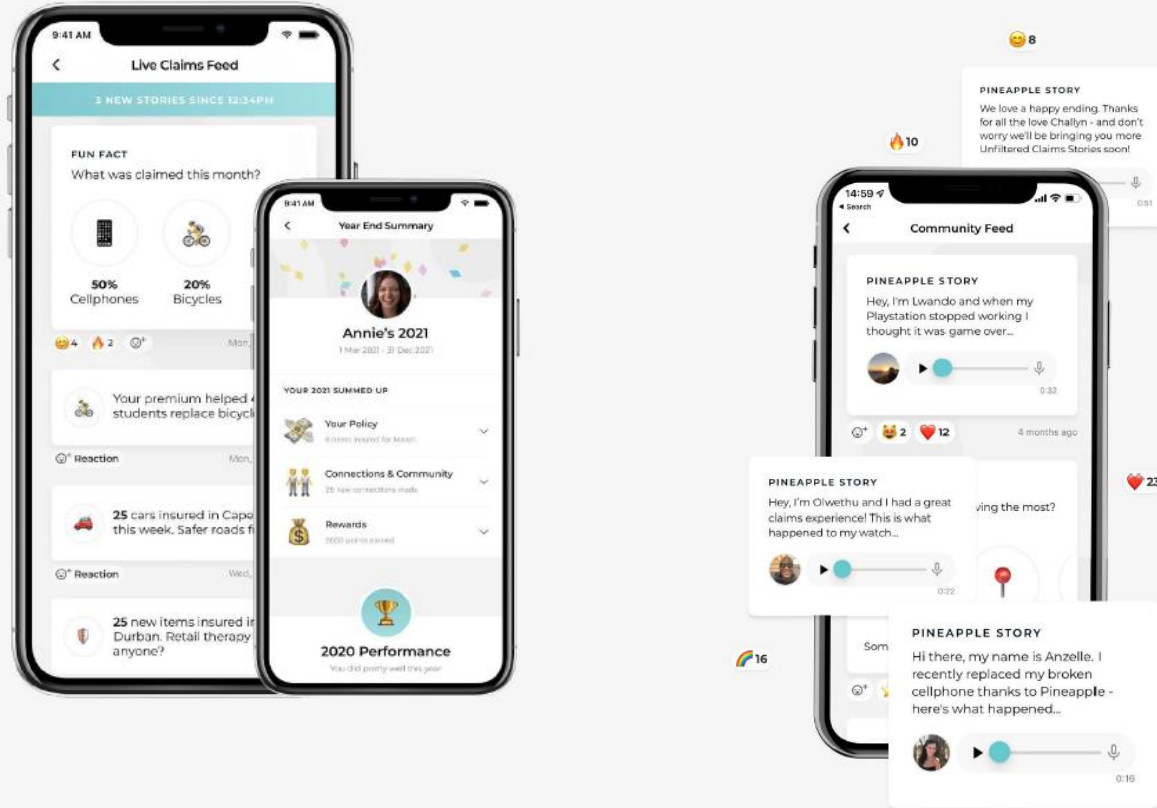 9:41 AM
Live Claims Feed
3 NEW STORIES SINCE 12:34PM
FUN FACT
What was claimed this month?
50%
Cellphones
20%
Bicycles
4
2
Mon,
Your premium helped
students replace bicycl
Reaction
Mon,
25 cars insured in Cape
this week. Safer roads f
Reaction
Wed,
25 new items insured in
Durban. Retail therapy
anyone?
9:41 AM
Year End Summary
Annie's 2021
1 Mar 2021 - 31 Dec 2021
YOUR 2021 SUMMED UP
Your Policy
6 items insured for March
Connections & Community
25 new connections made
Rewards
2000 points earned
2020 Performance
You did pretty well this year
8
PINEAPPLE STORY
We love a happy ending. Thanks
for all the love Challyn - and don't
worry we'll be bringing you more
Unfiltered Claims Stories soon!
0:51
10
14:59
Search
Community Feed
PINEAPPLE STORY
Hey, I'm Lwando and when my
Playstation stopped working I
thought it was game over...
0:32
2
12
4 months ago
23
PINEAPPLE STORY
Hey, I'm Olwethu and I had a great
claims experience! This is what
happened to my watch...
0:22
ving the most?
16
Som
PINEAPPLE STORY
Hi there, my name is Anzelle. I
recently replaced my broken
cellphone thanks to Pineapple -
here's what happened...
0:16